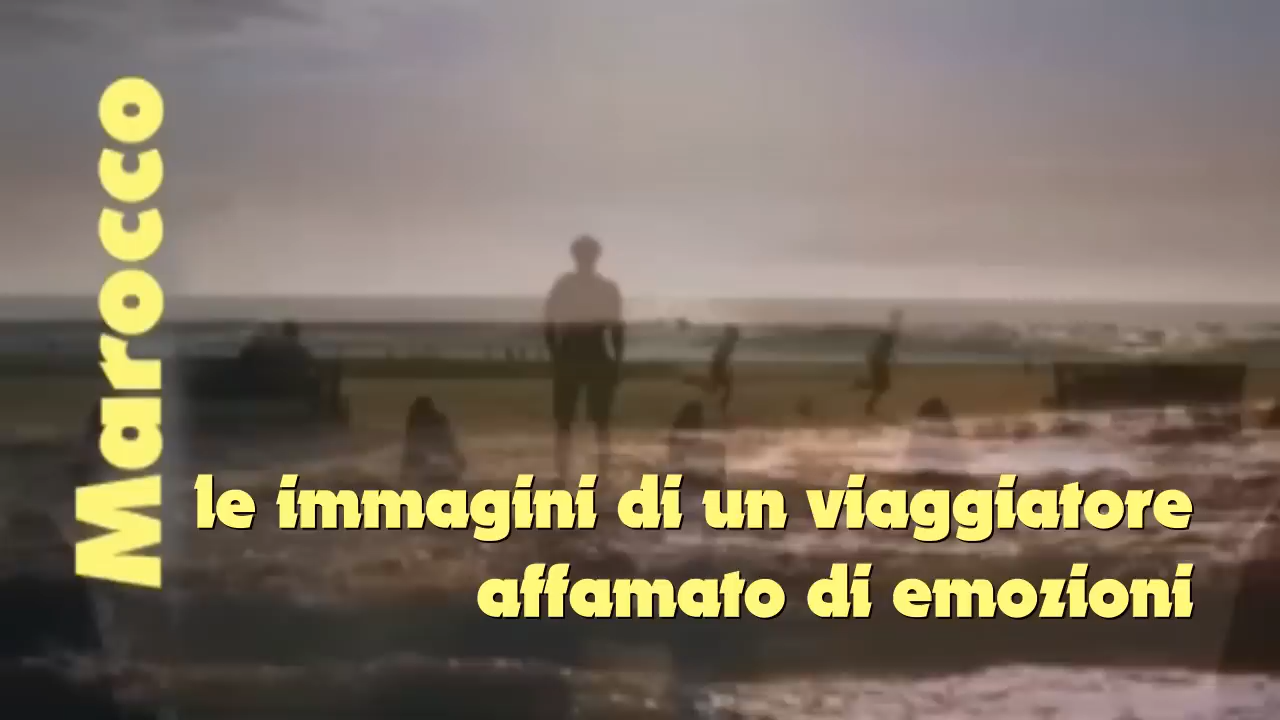 Marocco
le immagini di un viaggiatore
affamato di emozioni